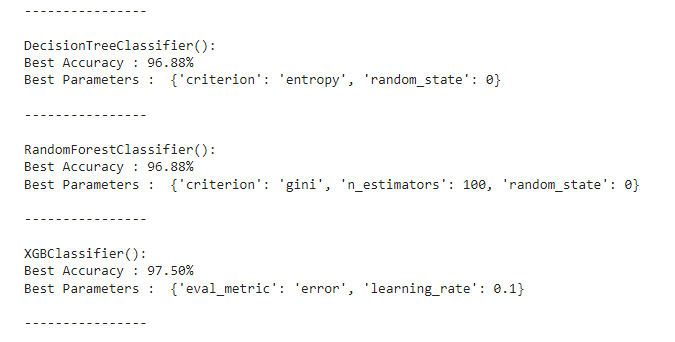 ----------------
DecisionTreeClassifier():
Best Accuracy : 96.88%
Best Parameters :  {'criterion': 'entropy', 'random_state': 0}
----------------
RandomForestClassifier():
Best Accuracy : 96.88%
Best Parameters :  {'criterion': 'gini', 'n_estimators': 100, 'random_state': 0}
----------------
XGBClassifier():
Best Accuracy : 97.50%
Best Parameters :  {'eval_metric': 'error', 'learning_rate': 0.1}
----------------